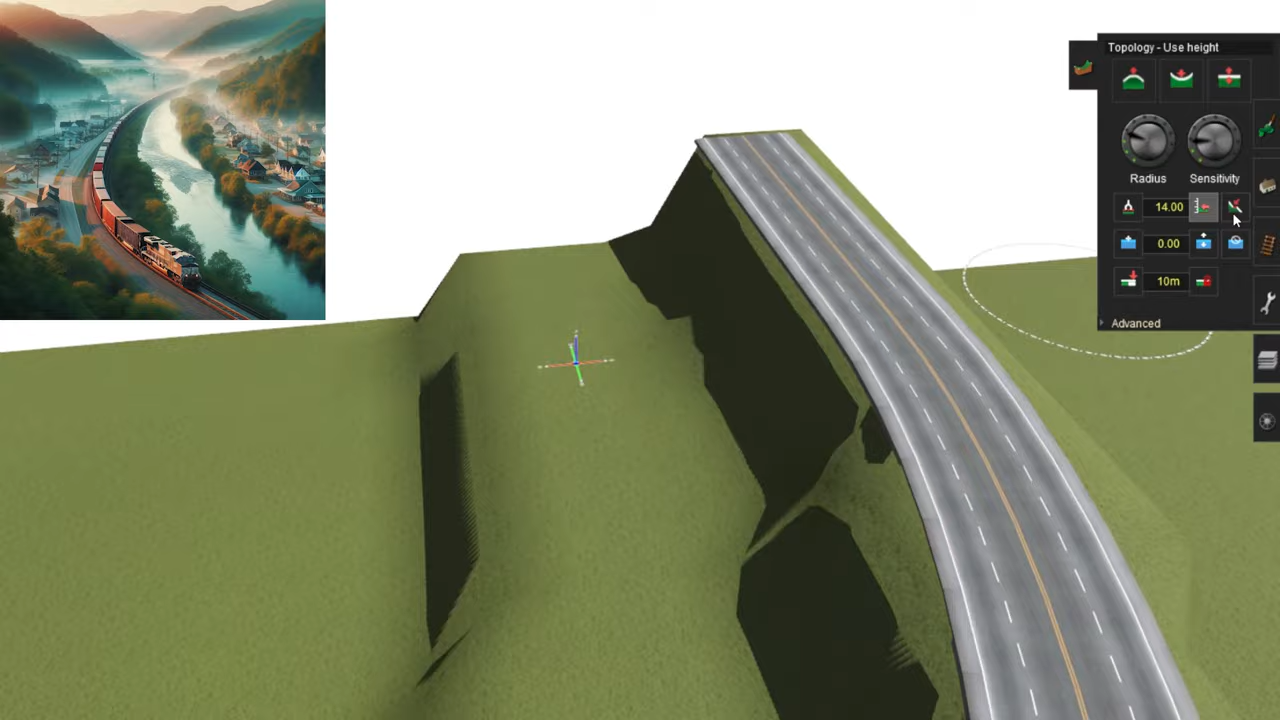 Topology - Use height
Radius
Sensitivity
14.00
0.00
10m
Advanced